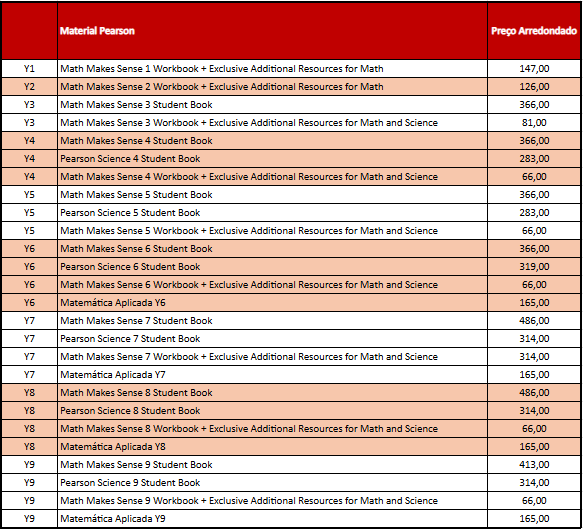 Material Pearson Preço Arredondado
Y1 Math Makes Sense 1 Workbook + Exclusive Additional Resources for Math 147,00
Y2 Math Makes Sense 2 Workbook + Exclusive Additional Resources for Math 126,00
Y3 Math Makes Sense 3 Student Book 366,00
Y3 Math Makes Sense 3 Workbook + Exclusive Additional Resources for Math and Science 81,00
Y4 Math Makes Sense 4 Student Book 366,00
Y4 Pearson Science 4 Student Book 283,00
Y4 Math Makes Sense 4 Workbook + Exclusive Additional Resources for Math and Science 66,00
Y5 Math Makes Sense 5 Student Book 366,00
Y5 Pearson Science 5 Student Book 283,00
Y5 Math Makes Sense 5 Workbook + Exclusive Additional Resources for Math and Science 66,00
Y6 Math Makes Sense 6 Student Book 366,00
Y6 Pearson Science 6 Student Book 319,00
Y6 Math Makes Sense 6 Workbook + Exclusive Additional Resources for Math and Science 66,00
Y6 Matemática Aplicada Y6 165,00
Y7 Math Makes Sense 7 Student Book 486,00
Y7 Pearson Science 7 Student Book 314,00
Y7 Math Makes Sense 7 Workbook + Exclusive Additional Resources for Math and Science 314,00
Y7 Matemática Aplicada Y7 165,00
Y8 Math Makes Sense 8 Student Book 486,00
Y8 Pearson Science 8 Student Book 314,00
Y8 Math Makes Sense 8 Workbook + Exclusive Additional Resources for Math and Science 66,00
Y8 Matemática Aplicada Y8 165,00
Y9 Math Makes Sense 9 Student Book 413,00
Y9 Pearson Science 9 Student Book 314,00
Y9 Math Makes Sense 9 Workbook + Exclusive Additional Resources for Math and Science 66,00
Y9 Matemática Aplicada Y9 165,00